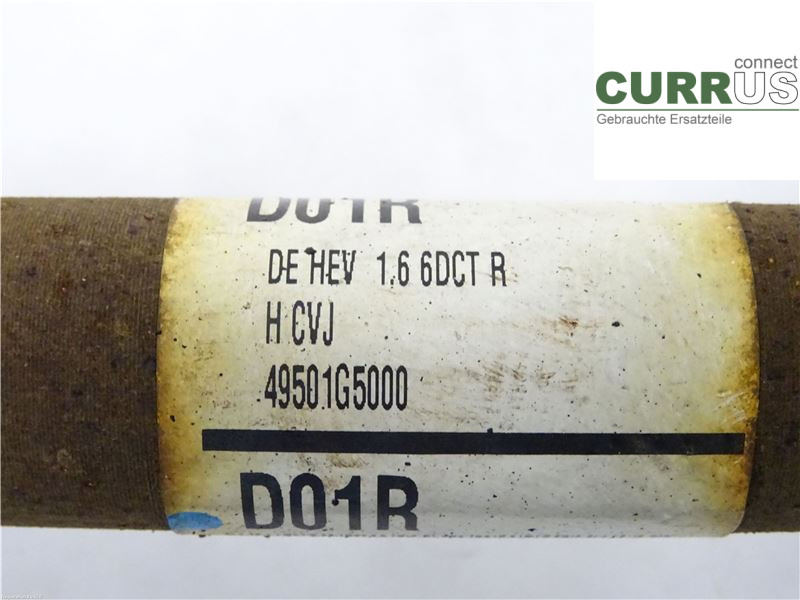 connect
CURRUS
Gebrauchte Ersatzteile
D01R
DE HEV 1.6 6DCT R
H CVJ
49501G5000
D01R